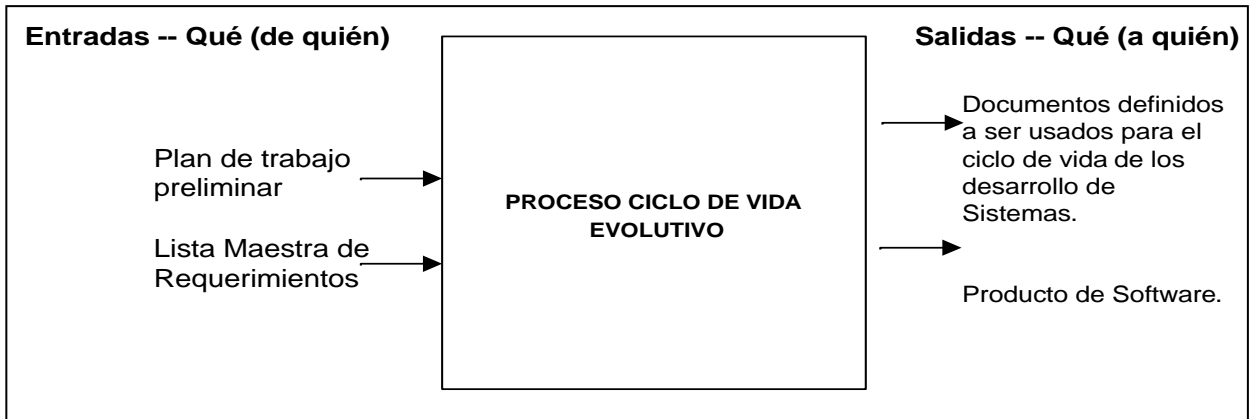 Entradas -- Qué (de quién)
Plan de trabajo
preliminar
Lista Maestra de
Requerimientos
PROCESO CICLO DE VIDA
EVOLUTIVO
Salidas -- Qué (a quién)
Documentos definidos
a ser usados para el
ciclo de vida de los
desarrollo de
Sistemas.
Producto de Software.